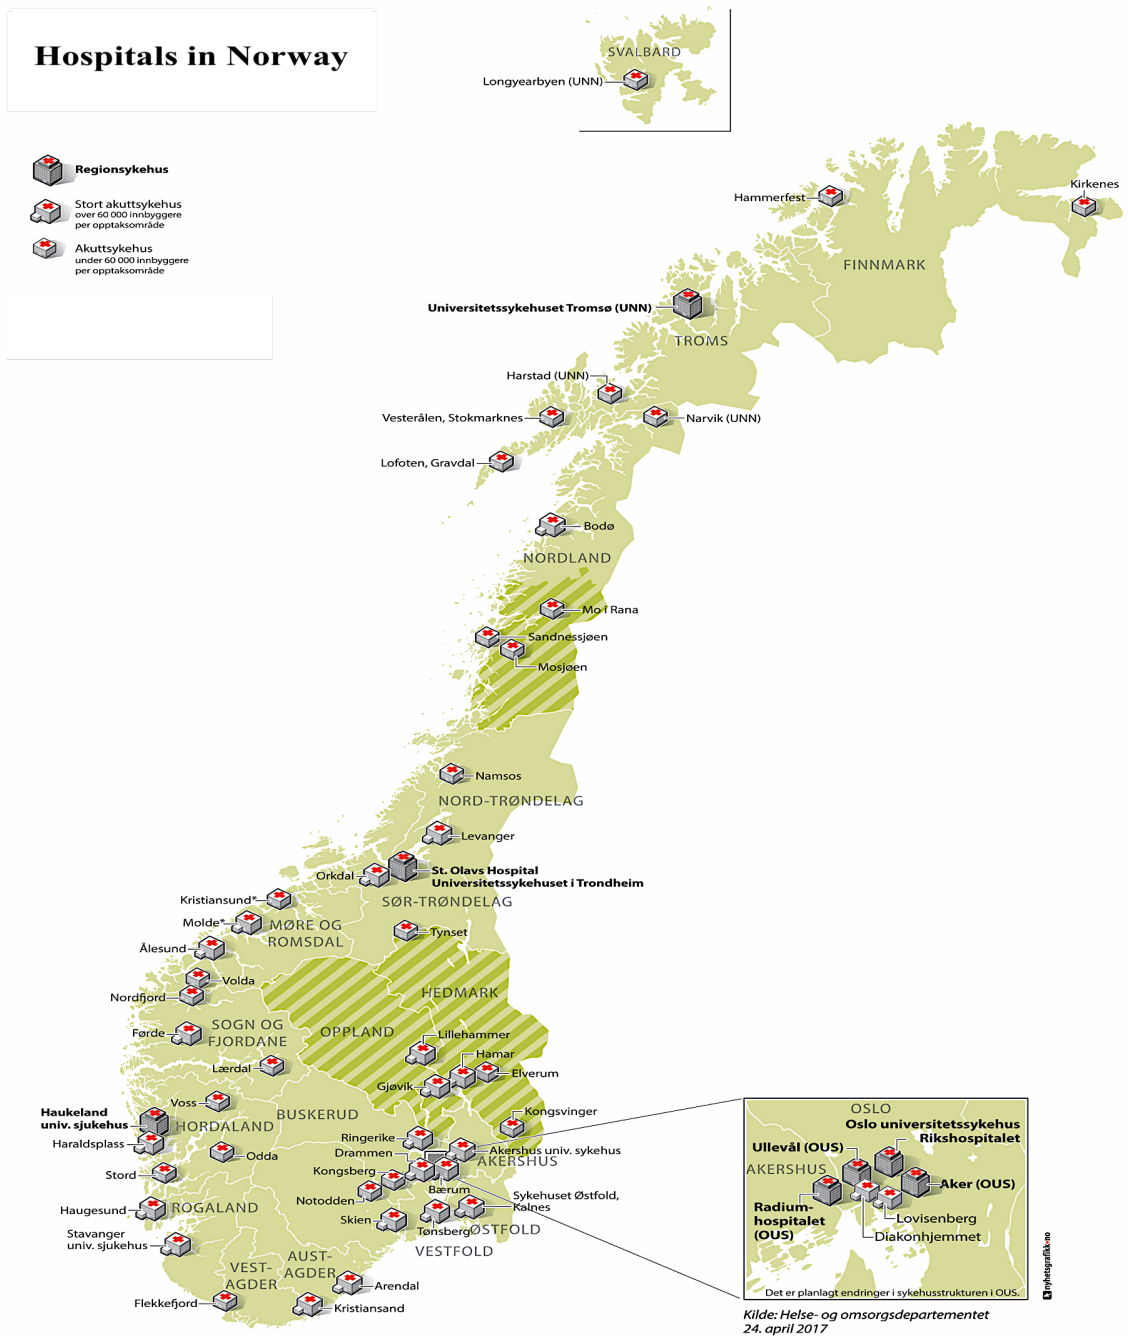 Hospitals in Norway
SVALBARD
Longyearbyen (UNN)
Regionsykehus
Stort akuttsykehus
over 60 000 innbyggere
per opptaksområde
Akuttsykehus
under 60 000 innbyggere
per opptaksområde
Kirkenes
Hammerfest
FINNMARK
Universitetssykehuset Tromsø (UNN)
TROMS
Harstad (UNN)
Vesterålen, Stokmarknes
Narvik (UNN)
Lofoten, Gravdal
Bodø
NORDLAND
Mo i Rana
Sandnessjøen
Mosjøen
Namsos
NORD-TRØNDELAG
Levanger
Orkdal
St. Olavs Hospital
Universitetssykehuset i Trondheim
Kristiansund*
SØR-TRØNDELAG
Molde*
MØRE OG
ROMSDAL
Tynset
Ålesund
Volda
Nordfjord
HEDMARK
SOGN OG
FJORDANE
OPPLAND
Førde
Lillehammer
Hamar
Lærdal
Elverum
Gjøvik
Voss
BUSKERUD
Kongsvinger
Haukeland
univ. sjukehus
HORDALAND
Haraldsplass
Ringerike
Drammen
Akershus univ. sykehus
AKERSHUS
Odda
Stord
Kongsberg
Bærum
Notodden
Sykehuset Østfold,
Kalnes
Haugesund
ROGALAND
Skien
Tønsberg
ØSTFOLD
Stavanger
univ. sjukehus
VESTFOLD
AUST-
AGDER
VEST-
AGDER
Arendal
Flekkefjord
Kristiansand
OSLO
Oslo universitetssykehus
Rikshospitalet
Ullevål (OUS)
AKERSHUS
Aker (OUS)
Radium-
hospitalet
(OUS)
Lovisenberg
Diakonhjemmet
Det er planlagt endringer i sykehusstrukturen i OUS.
nyhetsgrafikk.no
Kilde: Helse- og omsorgsdepartementet
24. april 2017